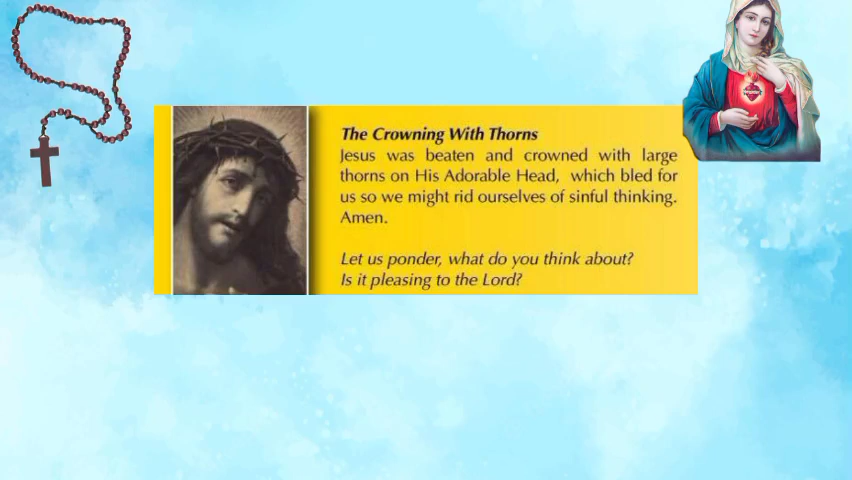 The Crowning With Thorns
Jesus was beaten and crowned with large
thorns on His Adorable Head, which bled for
us so we might rid ourselves of sinful thinking.
Amen.
Let us ponder, what do you think about?
Is it pleasing to the Lord?